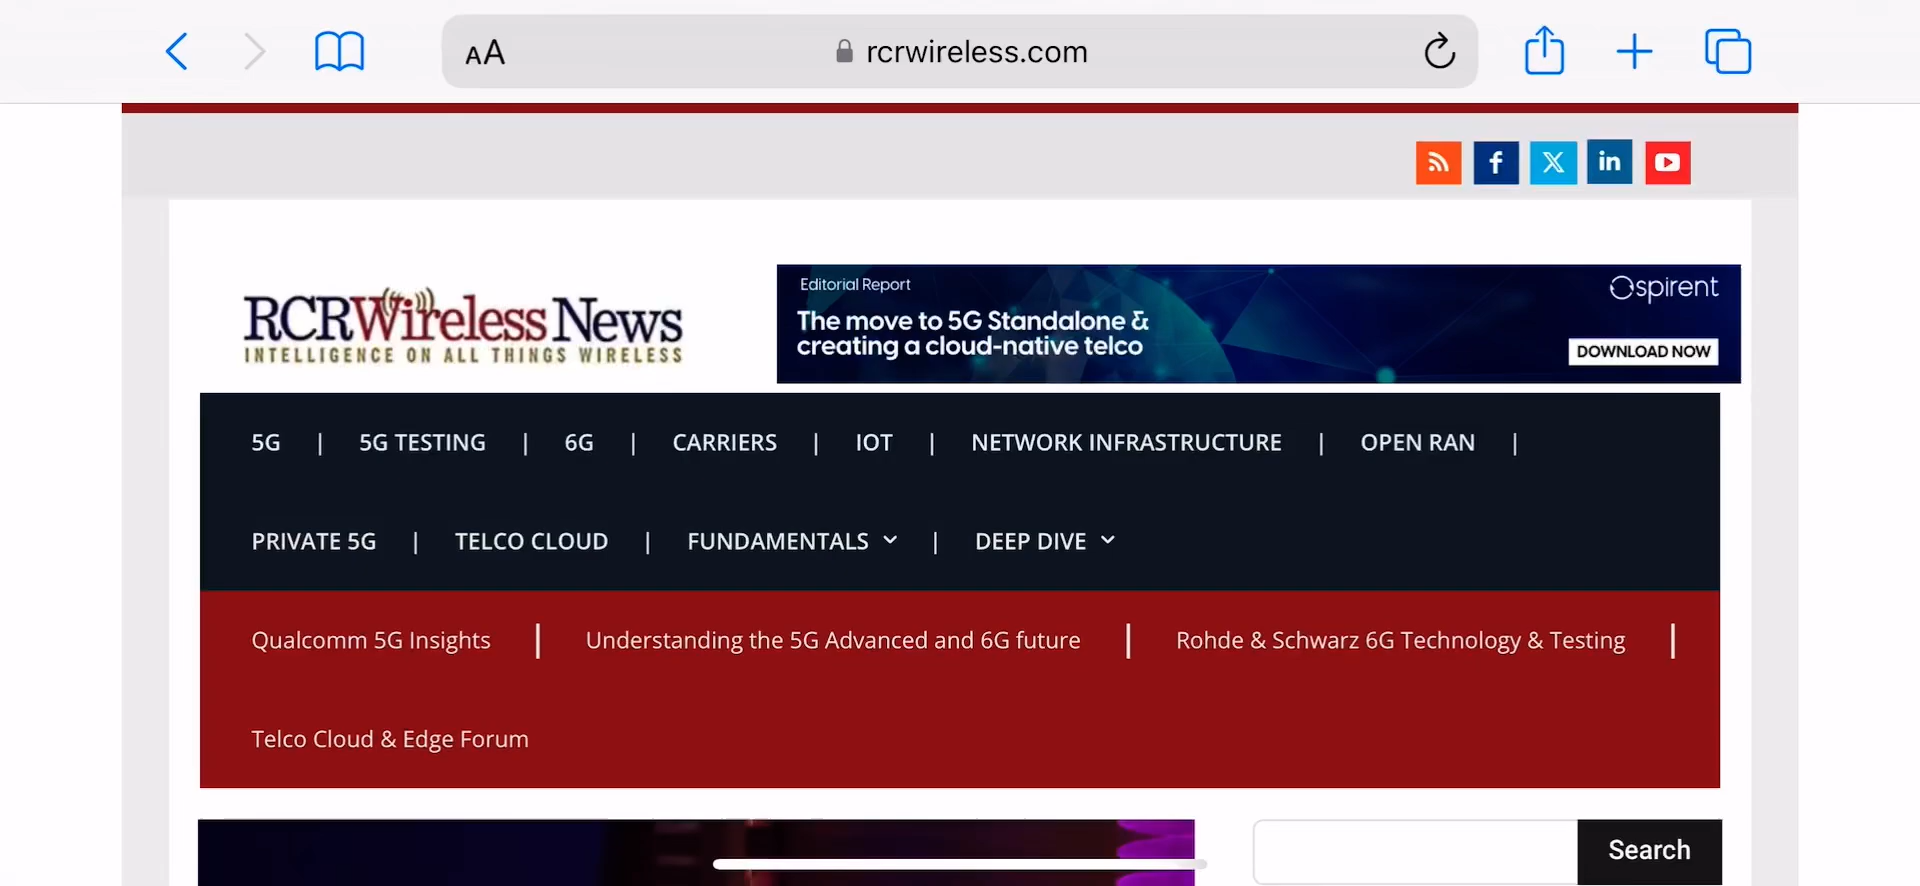 AA rcrwireless.com
f X in
Editorial Report
spirent
RCRWireless News
INTELLIGENCE ON ALL THINGS WIRELESS
The move to 5G Standalone &
creating a cloud-native telco
DOWNLOAD NOW
5G | 5G TESTING | 6G | CARRIERS | IOT | NETWORK INFRASTRUCTURE | OPEN RAN |
PRIVATE 5G | TELCO CLOUD | FUNDAMENTALS | DEEP DIVE
Qualcomm 5G Insights | Understanding the 5G Advanced and 6G future | Rohde & Schwarz 6G Technology & Testing |
Telco Cloud & Edge Forum
Search